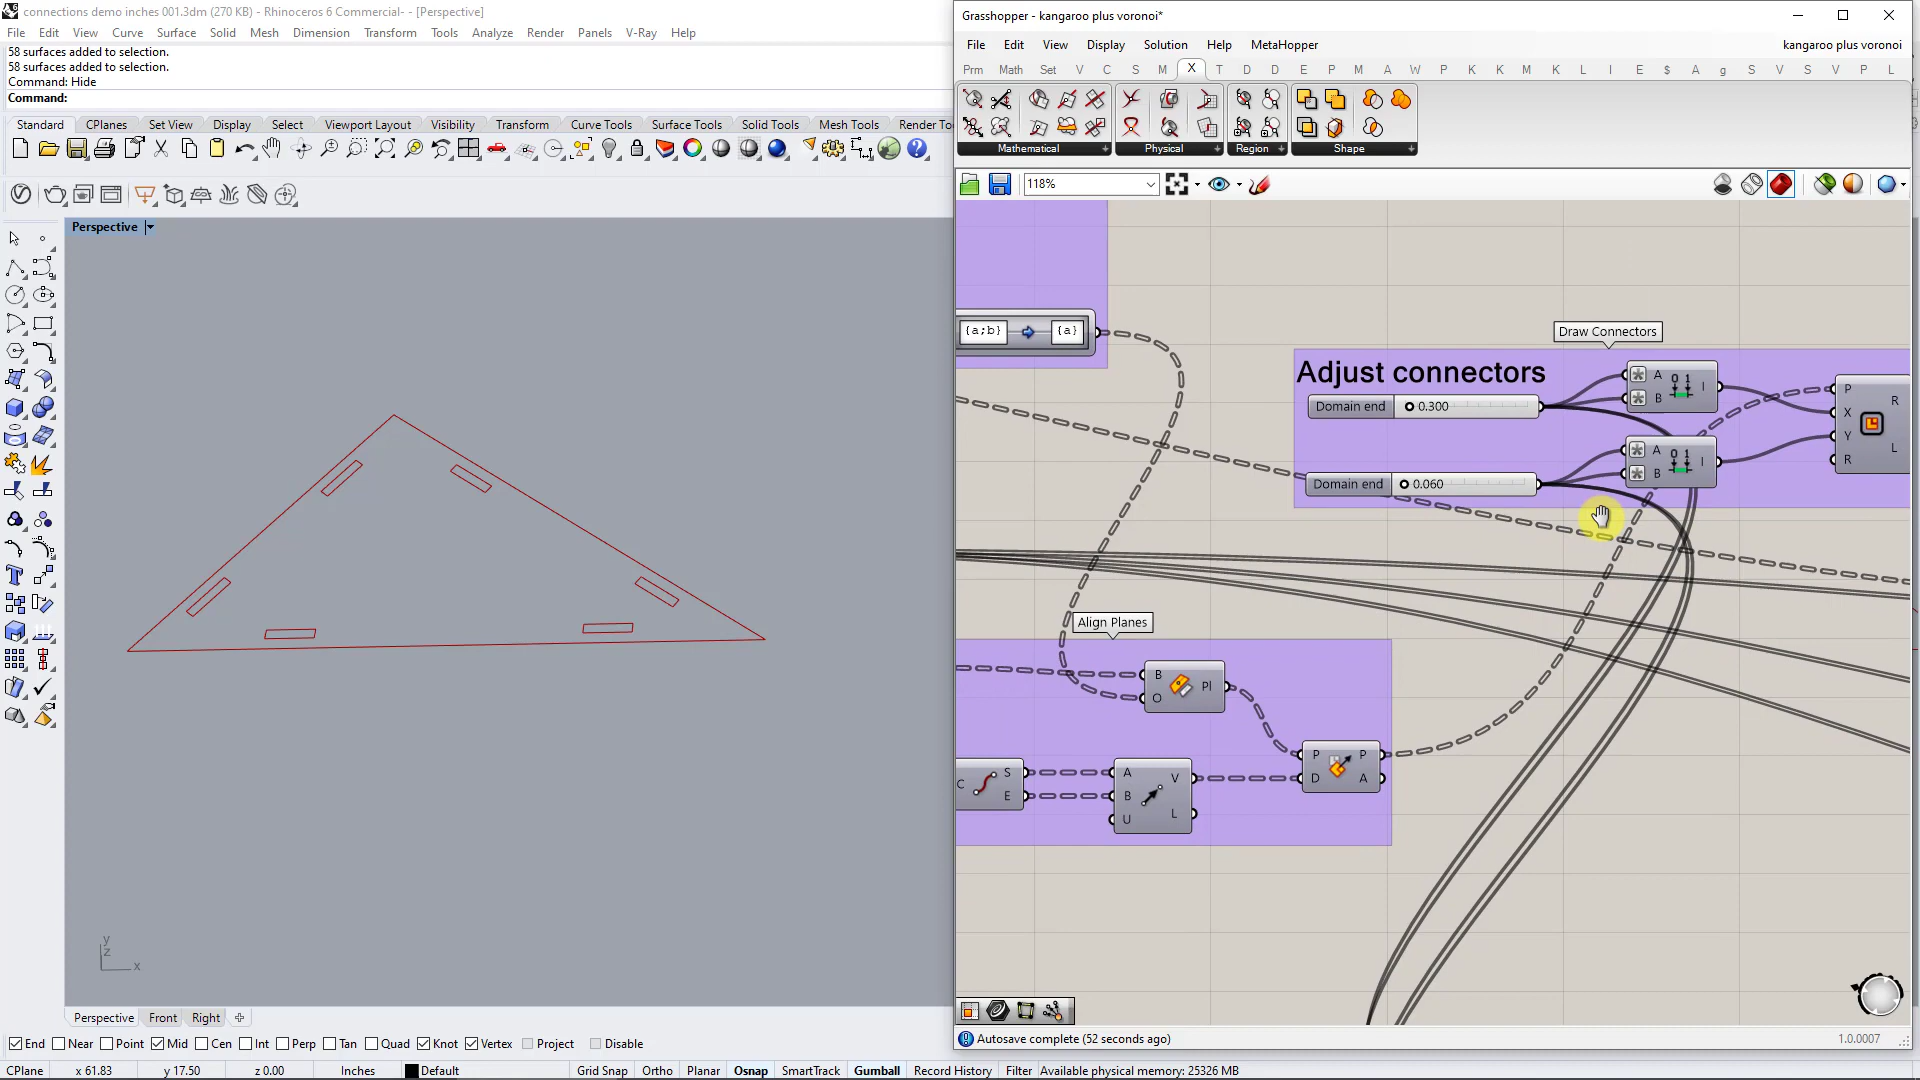 connections demo inches 001.3dm (270 KB) - Rhinoceros 6 Commercial- - [Perspective]
File Edit View Curve Surface Solid Mesh Dimension Transform Tools Analyze Render Panels V-Ray Help
58 surfaces added to selection.
58 surfaces added to selection.
Command: Hide
Command:
Standard CPlanes Set View Display Select Viewport Layout Visibility Transform Curve Tools Surface Tools Solid Tools Mesh Tools Render To
Perspective
y
z
x
Perspective Front Right
End Near Point Mid Cen Int Perp Tan Quad Knot Vertex Project Disable
CPlane x 61.83 y 17.50 z 0.00 Inches Default Grid Snap Ortho Planar Osnap SmartTrack Gumball Record History Filter Available physical memory: 25326 MB
Grasshopper - kangaroo plus voronoi*
File Edit View Display Solution Help MetaHopper kangaroo plus voronoi
Prm Math Set V C S M X T D D E P M A W P K K M K L I E $ A g S V S V P L
Mathematical Physical Region Shape
118%
{a;b} {a}
Draw Connectors
Adjust connectors
Domain end 0.300
A B 0 1 I
Domain end 0.060
A B 0 1 I
P X Y R R L
Align Planes
B O Pl
C S E
A B U V L
P D P A
Autosave complete (52 seconds ago)
1.0.0007